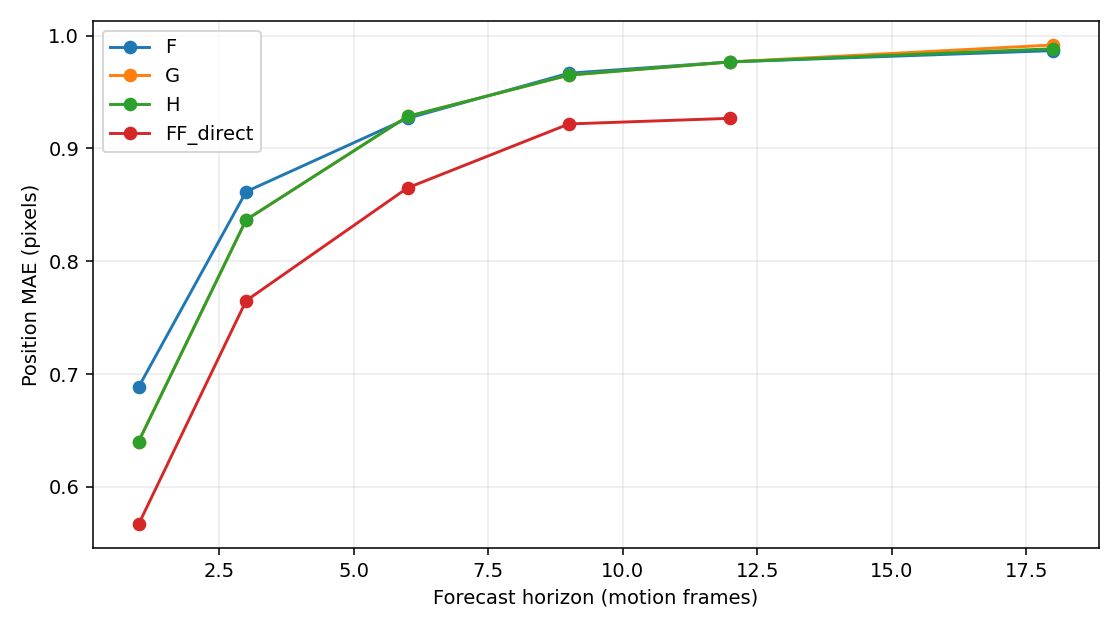 F
G
H
FF_direct
Position MAE (pixels)
1.0
0.9
0.8
0.7
0.6
2.5 5.0 7.5 10.0 12.5 15.0 17.5
Forecast horizon (motion frames)